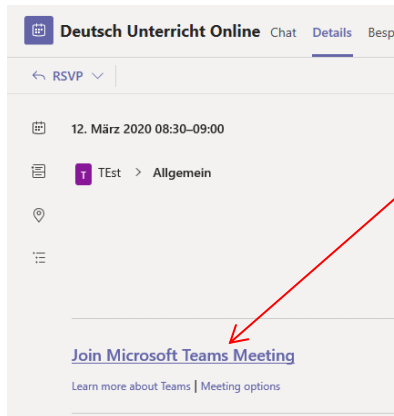 Deutsch Unterricht Online Chat Details Besp
RSVP
12. März 2020 08:30–09:00
T TEst > Allgemein
Join Microsoft Teams Meeting
Learn more about Teams | Meeting options